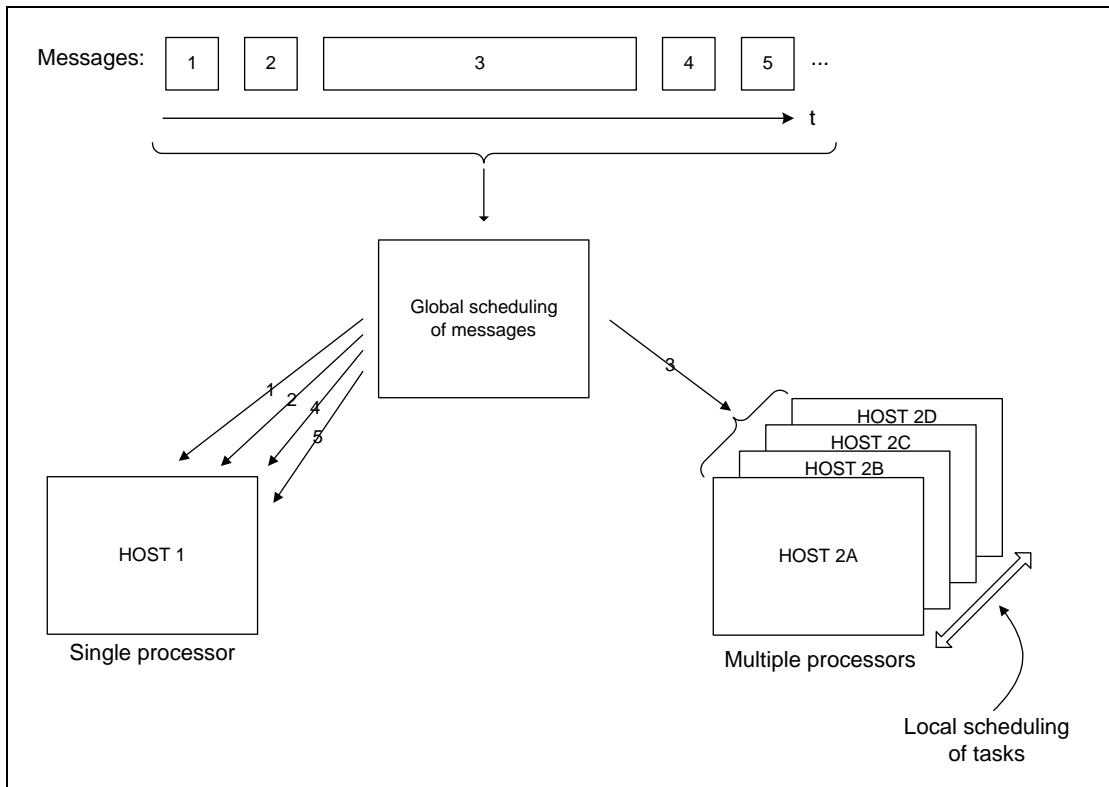 Messages: 1 2 3 4 5 ...
t
Global scheduling
of messages
1
2
4
5
3
HOST 1
Single processor
HOST 2D
HOST 2C
HOST 2B
HOST 2A
Multiple processors
Local scheduling
of tasks